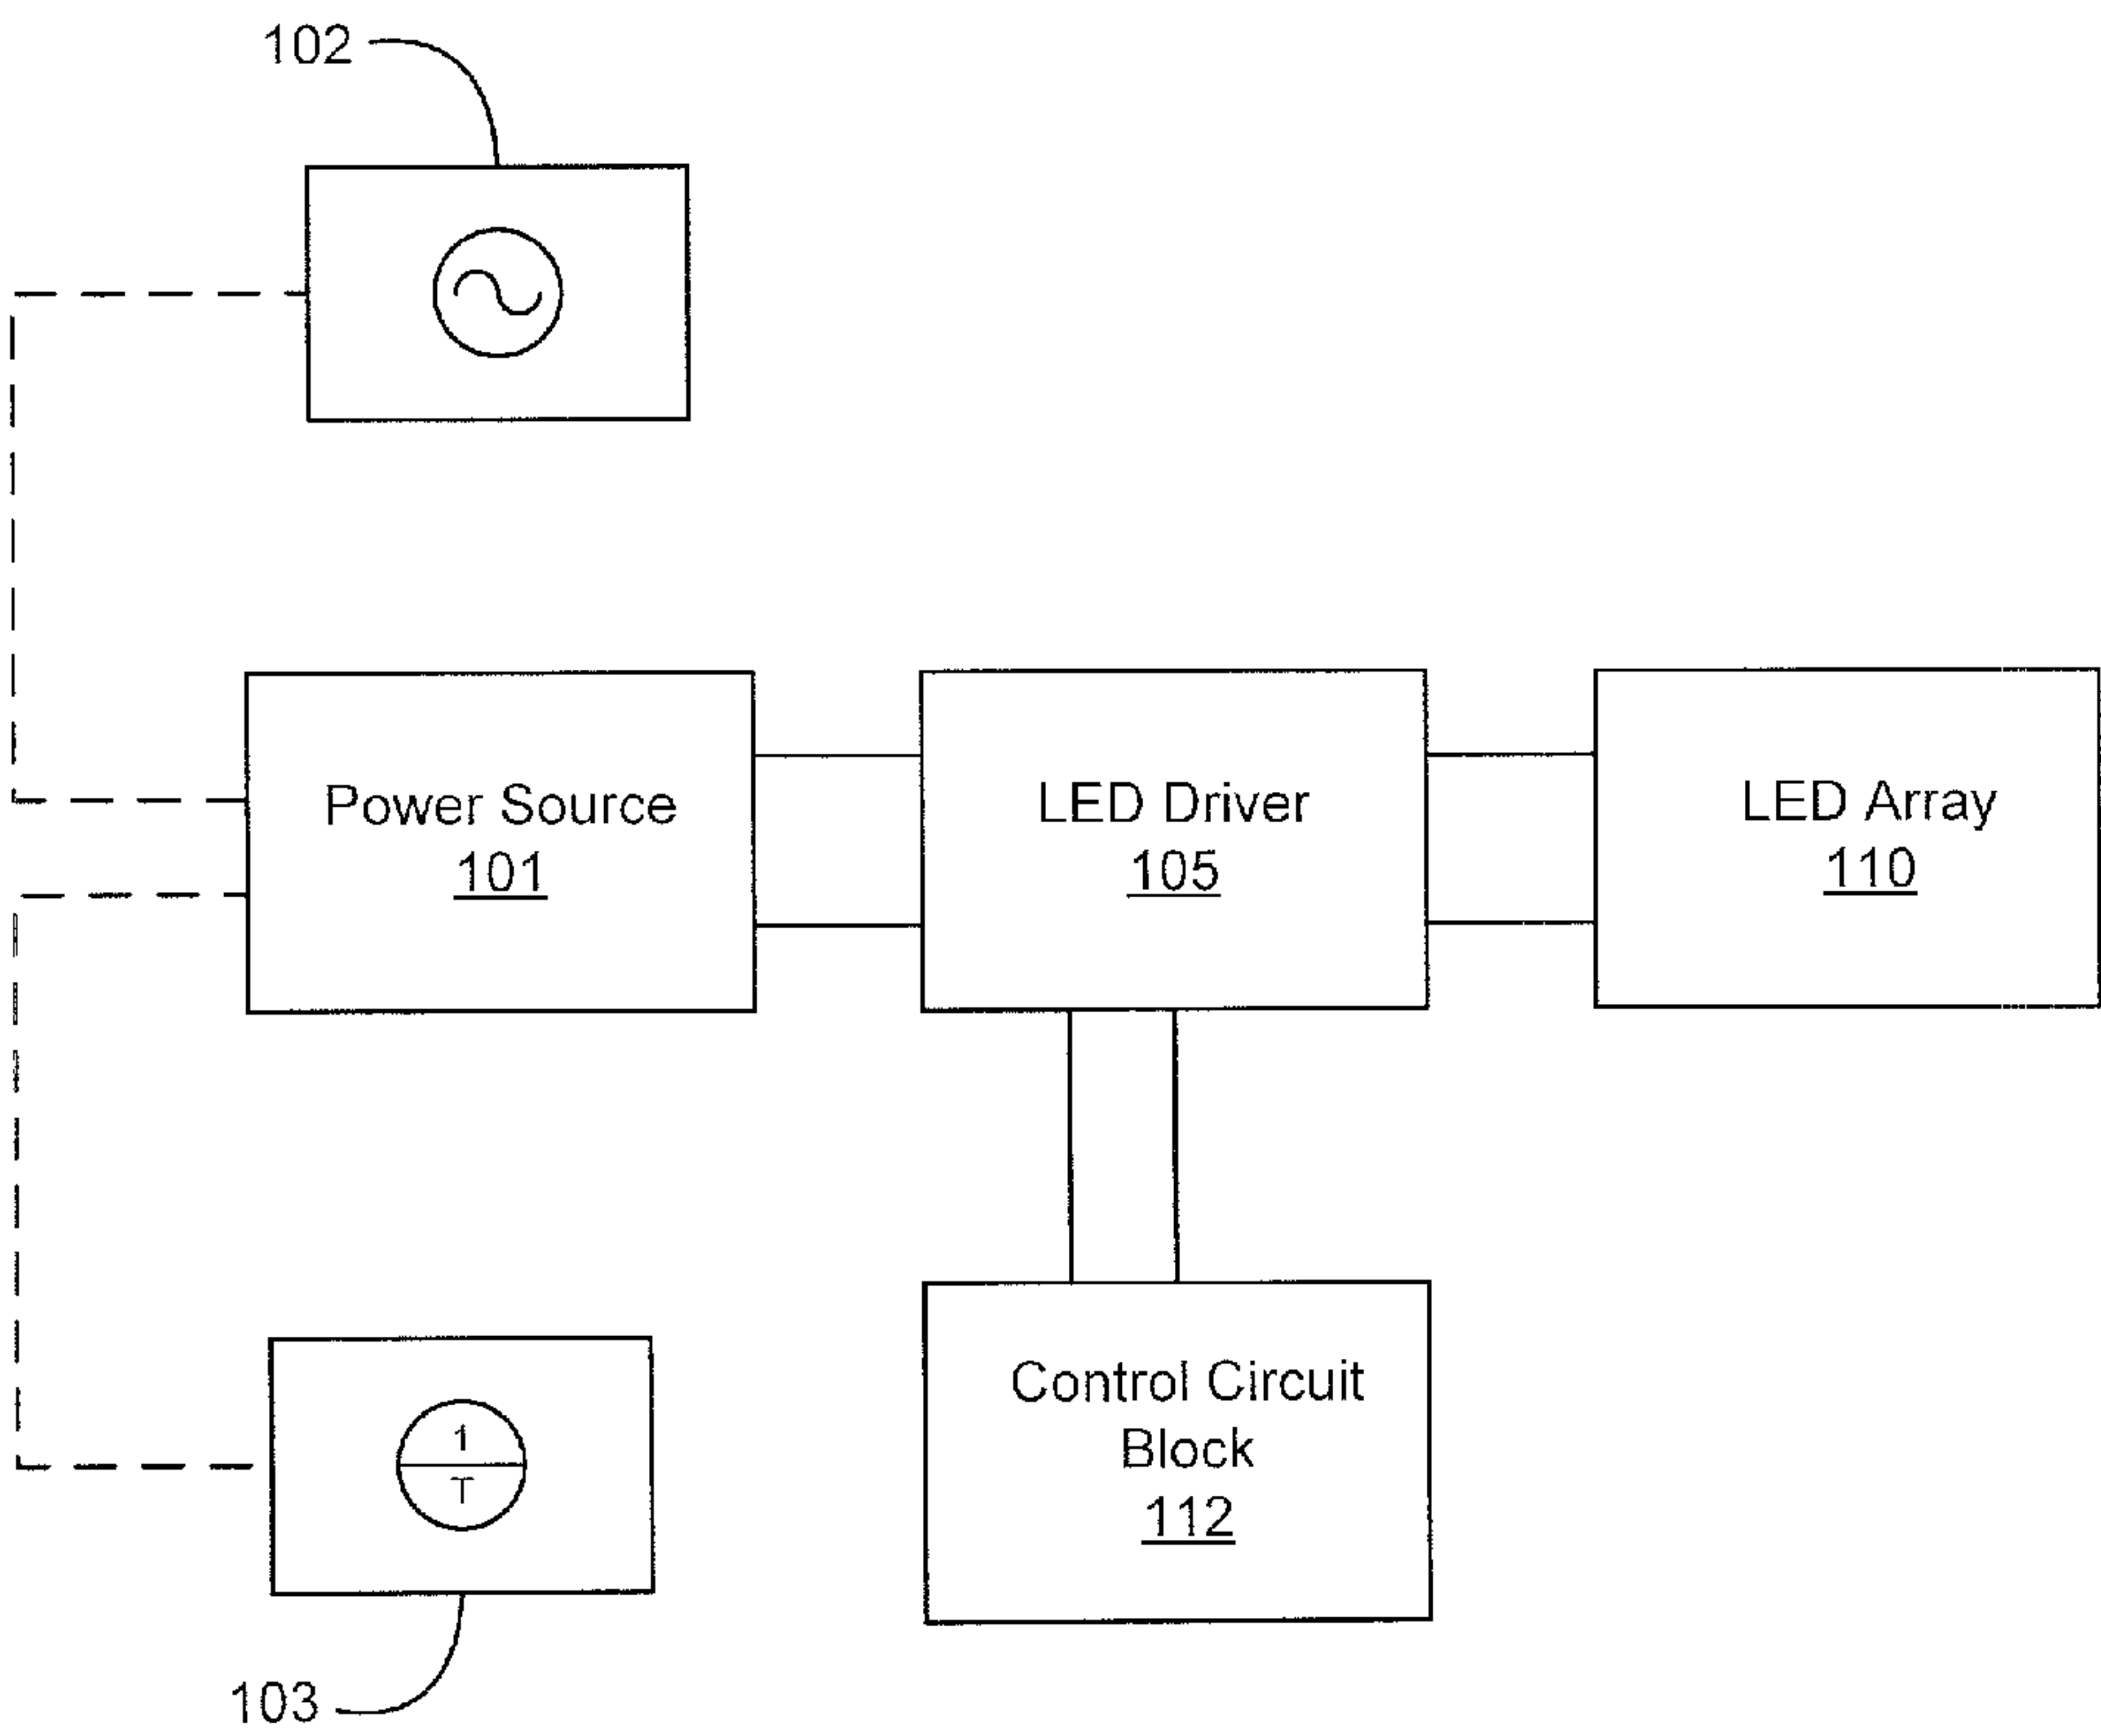 102
Power Source
101
LED Driver
105
LED Array
110
Control Circuit
Block
112
1
T
103